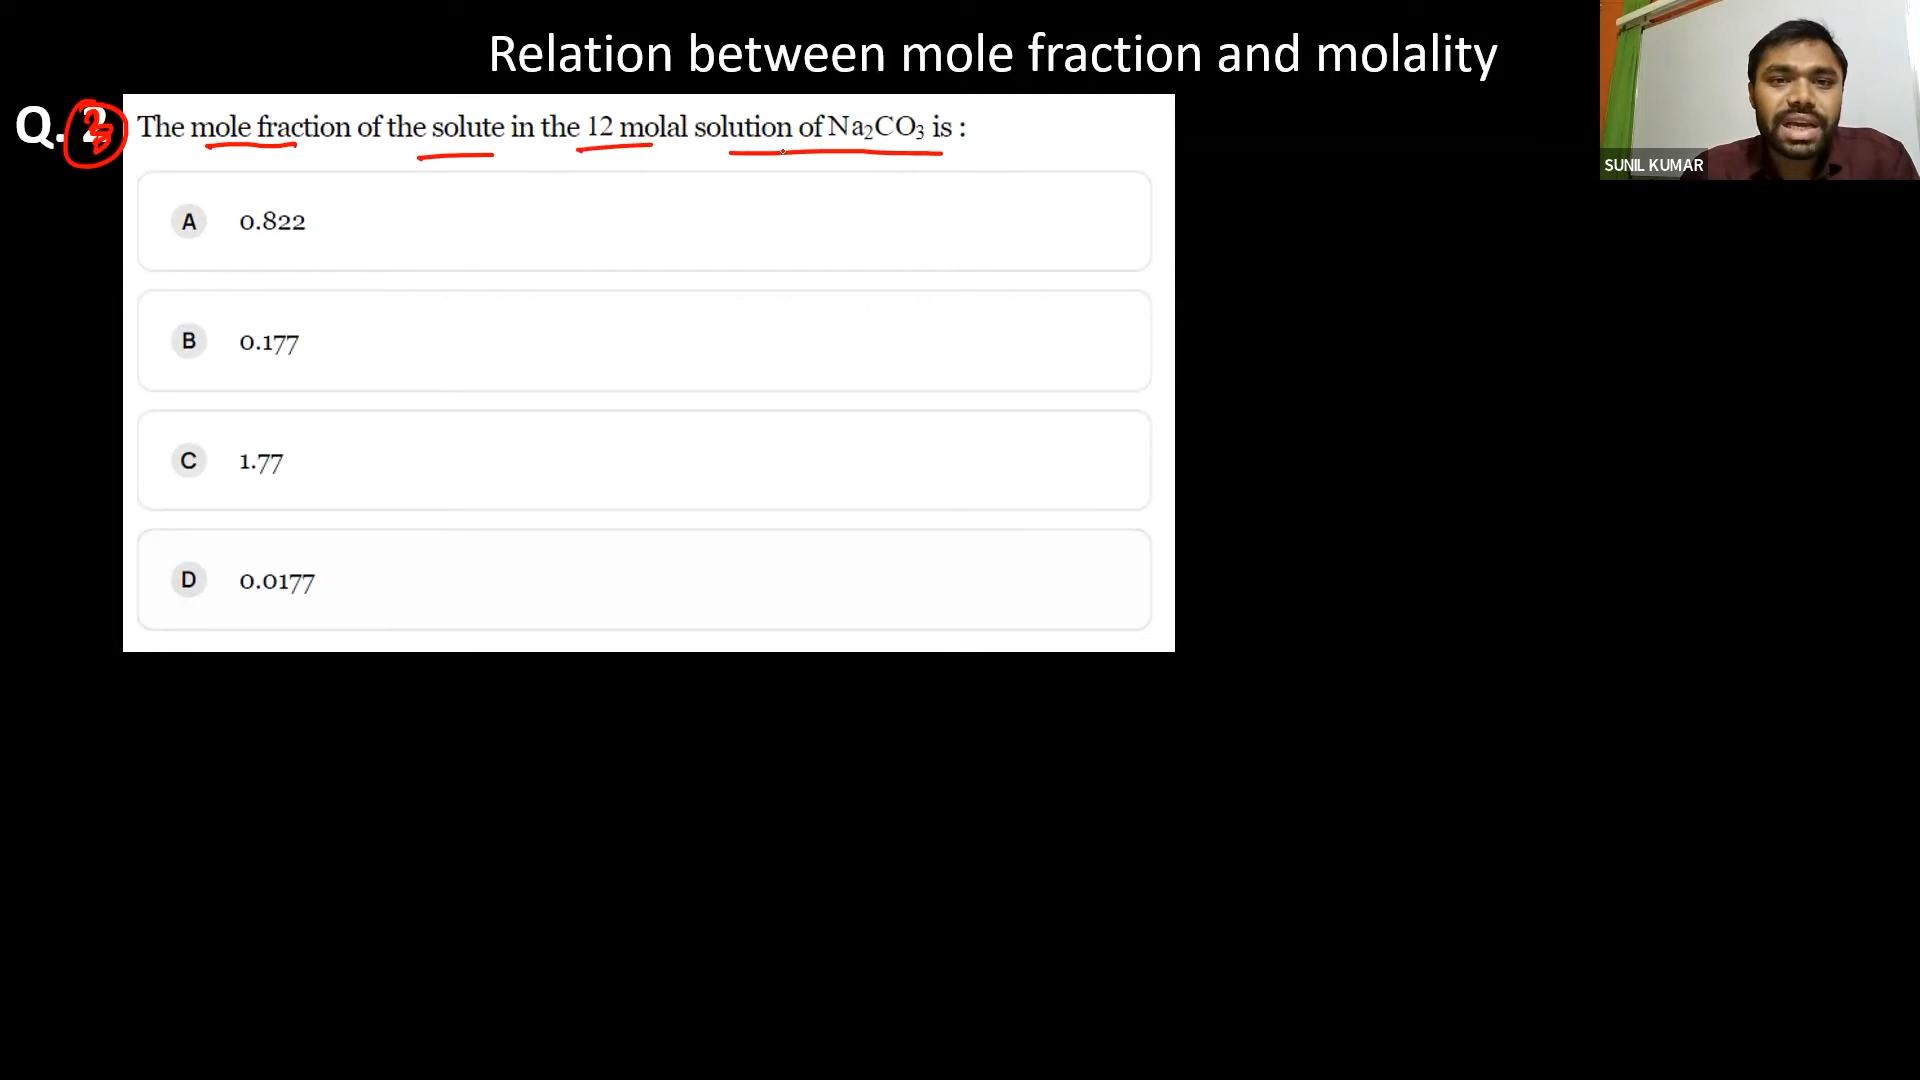 Relation between mole fraction and molality
SUNIL KUMAR
Q.
The mole fraction of the solute in the 12 molal solution of Na₂CO₃ is :
A 0.822
B 0.177
C 1.77
D 0.0177